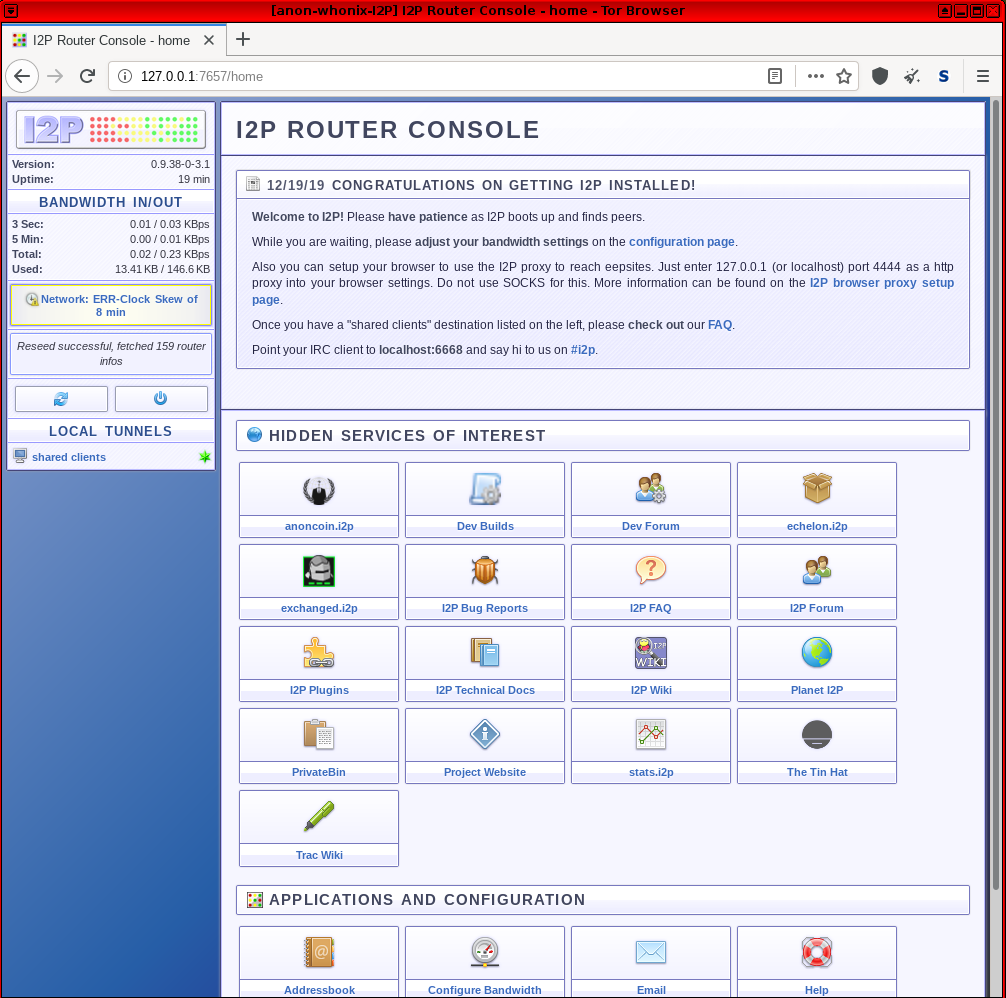 [anon-whonix-I2P] I2P Router Console - home - Tor Browser
I2P Router Console - home
127.0.0.1:7657/home
S
I2P
Version: 0.9.38-0-3.1
Uptime: 19 min
BANDWIDTH IN/OUT
3 Sec: 0.01 / 0.03 KBps
5 Min: 0.00 / 0.01 KBps
Total: 0.02 / 0.23 KBps
Used: 13.41 KB / 146.6 KB
Network: ERR-Clock Skew of
8 min
Reseed successful, fetched 159 router
infos
LOCAL TUNNELS
shared clients
I2P ROUTER CONSOLE
12/19/19 CONGRATULATIONS ON GETTING I2P INSTALLED!
Welcome to I2P! Please have patience as I2P boots up and finds peers.
While you are waiting, please adjust your bandwidth settings on the configuration page.
Also you can setup your browser to use the I2P proxy to reach eepsites. Just enter 127.0.0.1 (or localhost) port 4444 as a http
proxy into your browser settings. Do not use SOCKS for this. More information can be found on the I2P browser proxy setup
page.
Once you have a "shared clients" destination listed on the left, please check out our FAQ.
Point your IRC client to localhost:6668 and say hi to us on #i2p.
HIDDEN SERVICES OF INTEREST
anoncoin.i2p
Dev Builds
Dev Forum
echelon.i2p
exchanged.i2p
I2P Bug Reports
I2P FAQ
I2P Forum
I2P Plugins
I2P Technical Docs
I2P
WIKI
I2P Wiki
Planet I2P
PrivateBin
Project Website
stats.i2p
The Tin Hat
Trac Wiki
APPLICATIONS AND CONFIGURATION
Addressbook
Configure Bandwidth
Email
Help